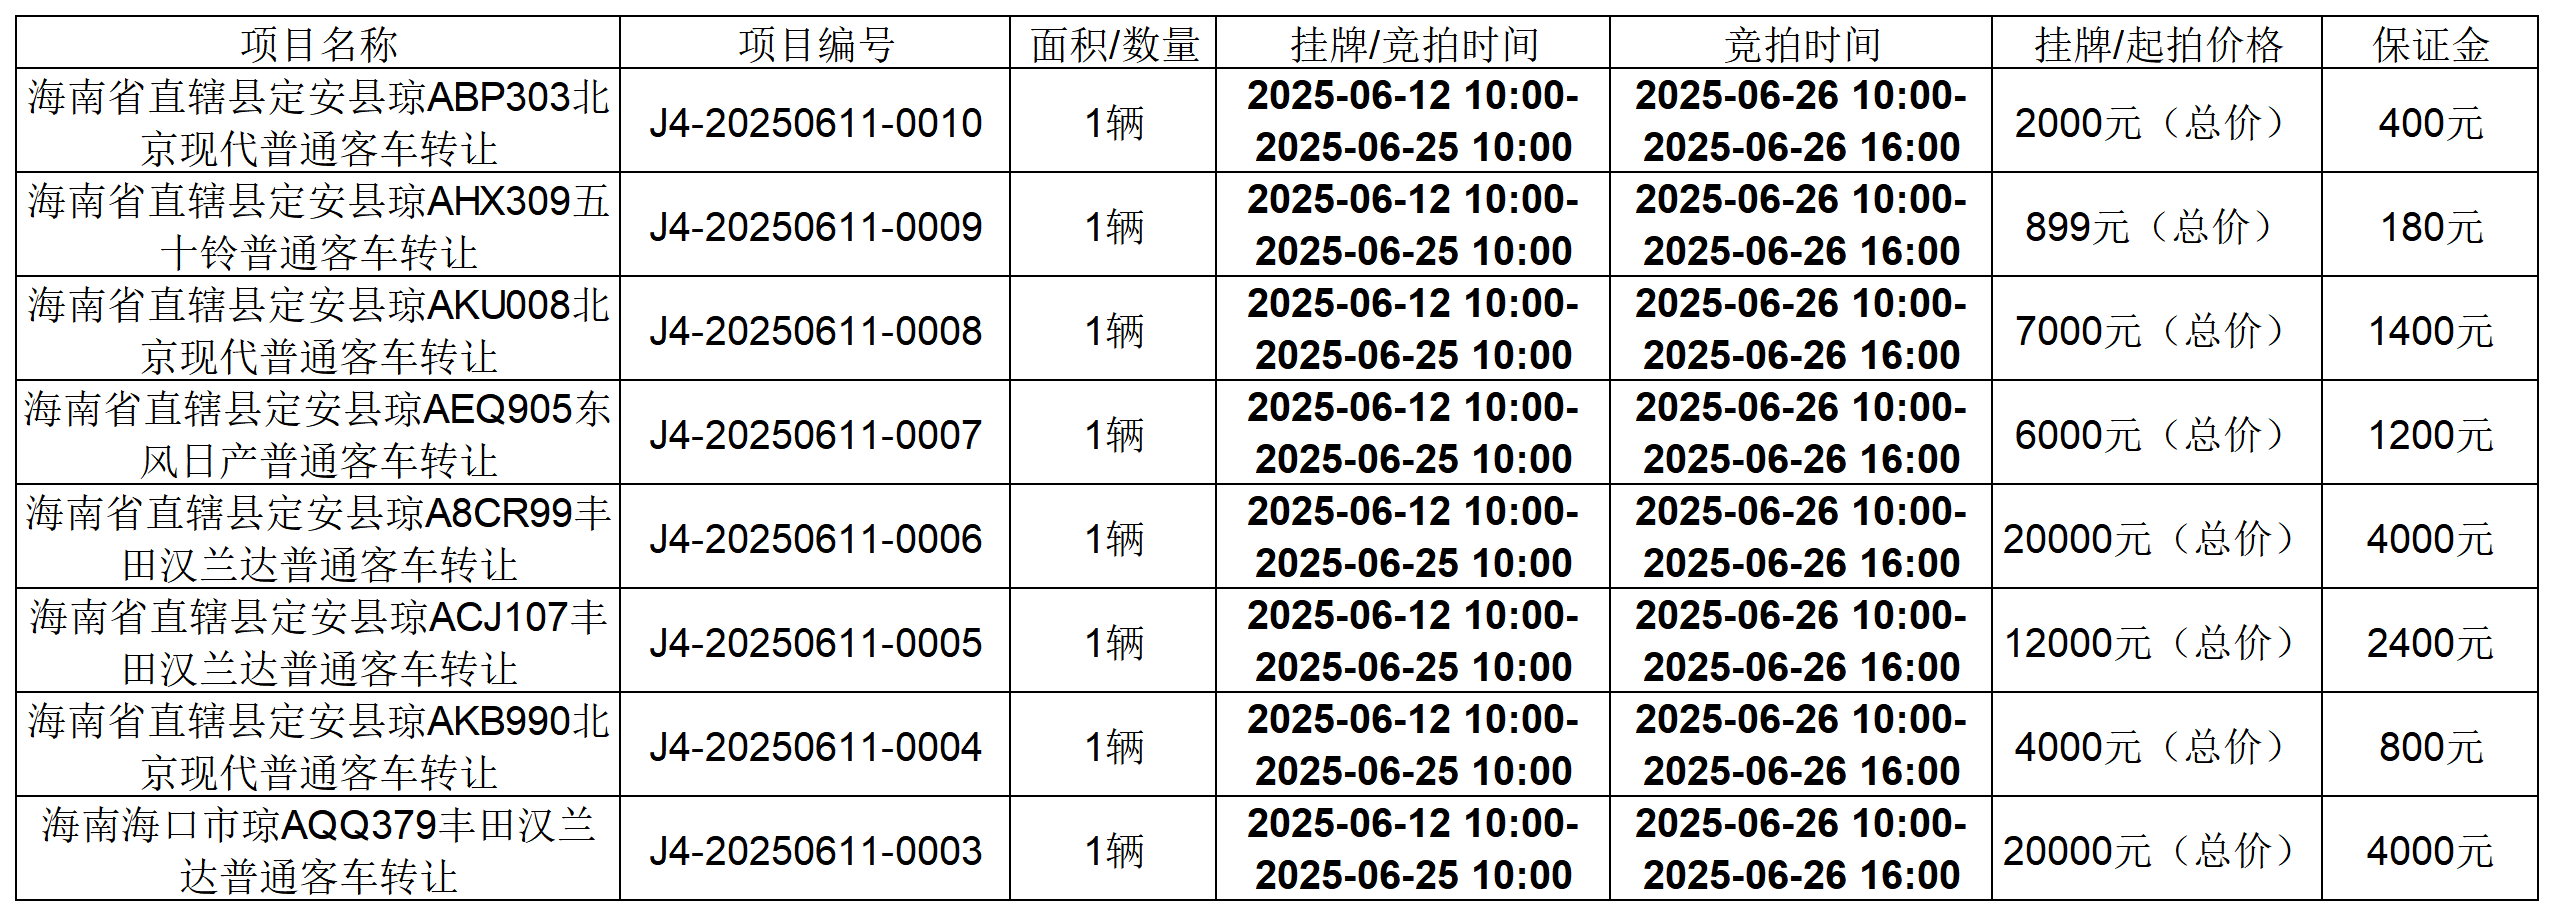 项目名称 项目编号 面积/数量 挂牌/竞拍时间 竞拍时间 挂牌/起拍价格 保证金
海南省直辖县定安县琼ABP303北
京现代普通客车转让
J4-20250611-0010
1辆
2025-06-12 10:00-
2025-06-25 10:00
2025-06-26 10:00-
2025-06-26 16:00
2000元（总价）
400元
海南省直辖县定安县琼AHX309五
十铃普通客车转让
J4-20250611-0009
1辆
2025-06-12 10:00-
2025-06-25 10:00
2025-06-26 10:00-
2025-06-26 16:00
899元（总价）
180元
海南省直辖县定安县琼AKU008北
京现代普通客车转让
J4-20250611-0008
1辆
2025-06-12 10:00-
2025-06-25 10:00
2025-06-26 10:00-
2025-06-26 16:00
7000元（总价）
1400元
海南省直辖县定安县琼AEQ905东
风日产普通客车转让
J4-20250611-0007
1辆
2025-06-12 10:00-
2025-06-25 10:00
2025-06-26 10:00-
2025-06-26 16:00
6000元（总价）
1200元
海南省直辖县定安县琼A8CR99丰
田汉兰达普通客车转让
J4-20250611-0006
1辆
2025-06-12 10:00-
2025-06-25 10:00
2025-06-26 10:00-
2025-06-26 16:00
20000元（总价）
4000元
海南省直辖县定安县琼ACJ107丰
田汉兰达普通客车转让
J4-20250611-0005
1辆
2025-06-12 10:00-
2025-06-25 10:00
2025-06-26 10:00-
2025-06-26 16:00
12000元（总价）
2400元
海南省直辖县定安县琼AKB990北
京现代普通客车转让
J4-20250611-0004
1辆
2025-06-12 10:00-
2025-06-25 10:00
2025-06-26 10:00-
2025-06-26 16:00
4000元（总价）
800元
海南海口市琼AQQ379丰田汉兰
达普通客车转让
J4-20250611-0003
1辆
2025-06-12 10:00-
2025-06-25 10:00
2025-06-26 10:00-
2025-06-26 16:00
20000元（总价）
4000元